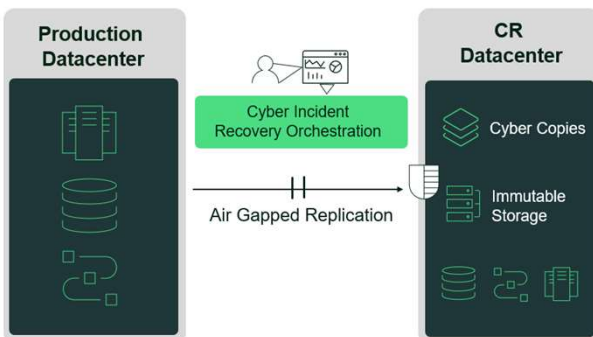 Production
Datacenter
Cyber Incident
Recovery Orchestration
Air Gapped Replication
CR
Datacenter
Cyber Copies
Immutable
Storage